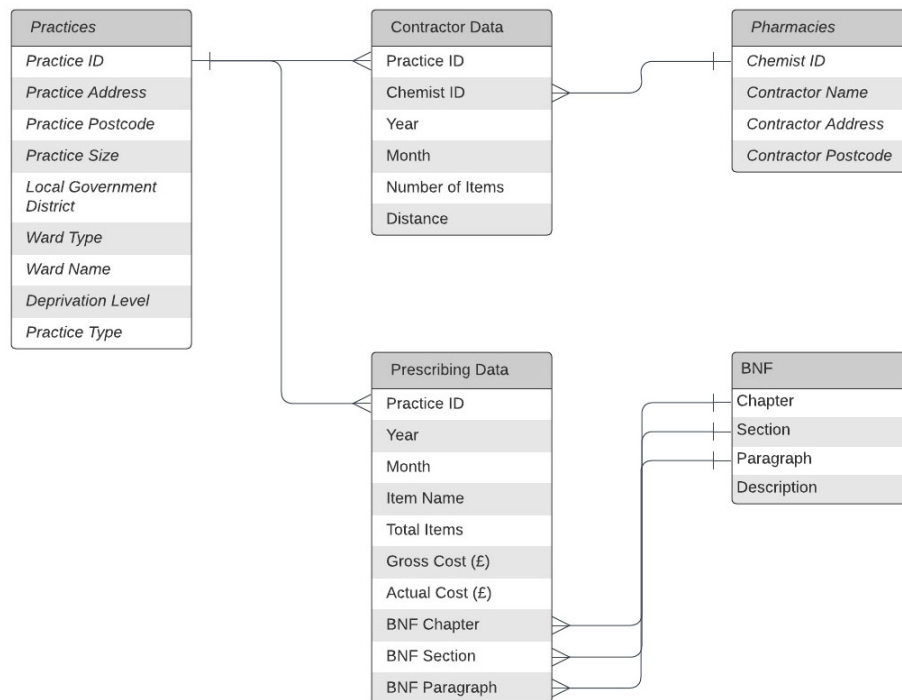 Practices
Practice ID
Practice Address
Practice Postcode
Practice Size
Local Government
District
Ward Type
Ward Name
Deprivation Level
Practice Type
Contractor Data
Practice ID
Chemist ID
Year
Month
Number of Items
Distance
Pharmacies
Chemist ID
Contractor Name
Contractor Address
Contractor Postcode
Prescribing Data
Practice ID
Year
Month
Item Name
Total Items
Gross Cost (£)
Actual Cost (£)
BNF Chapter
BNF Section
BNF Paragraph
BNF
Chapter
Section
Paragraph
Description